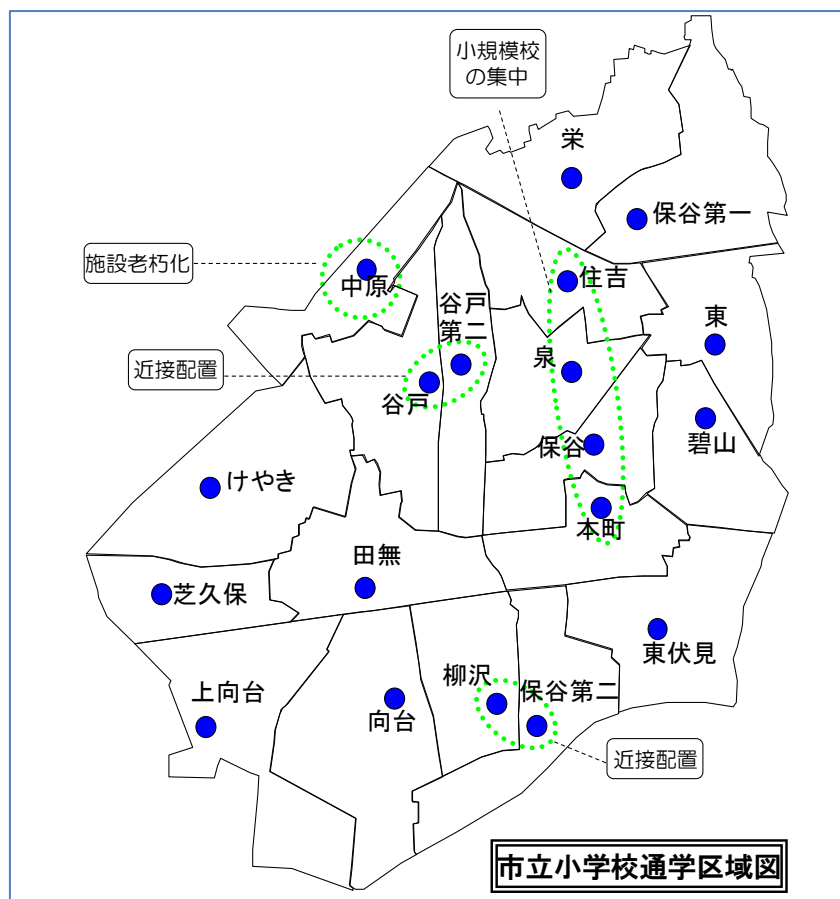 小規模校
の集中
栄
保谷第一
施設老朽化
中原
住吉
谷戸
第二
東
近接配置
泉
谷戸
碧山
保谷
けやき
本町
田無
芝久保
東伏見
柳沢
保谷第二
上向台
向台
近接配置
市立小学校通学区域図